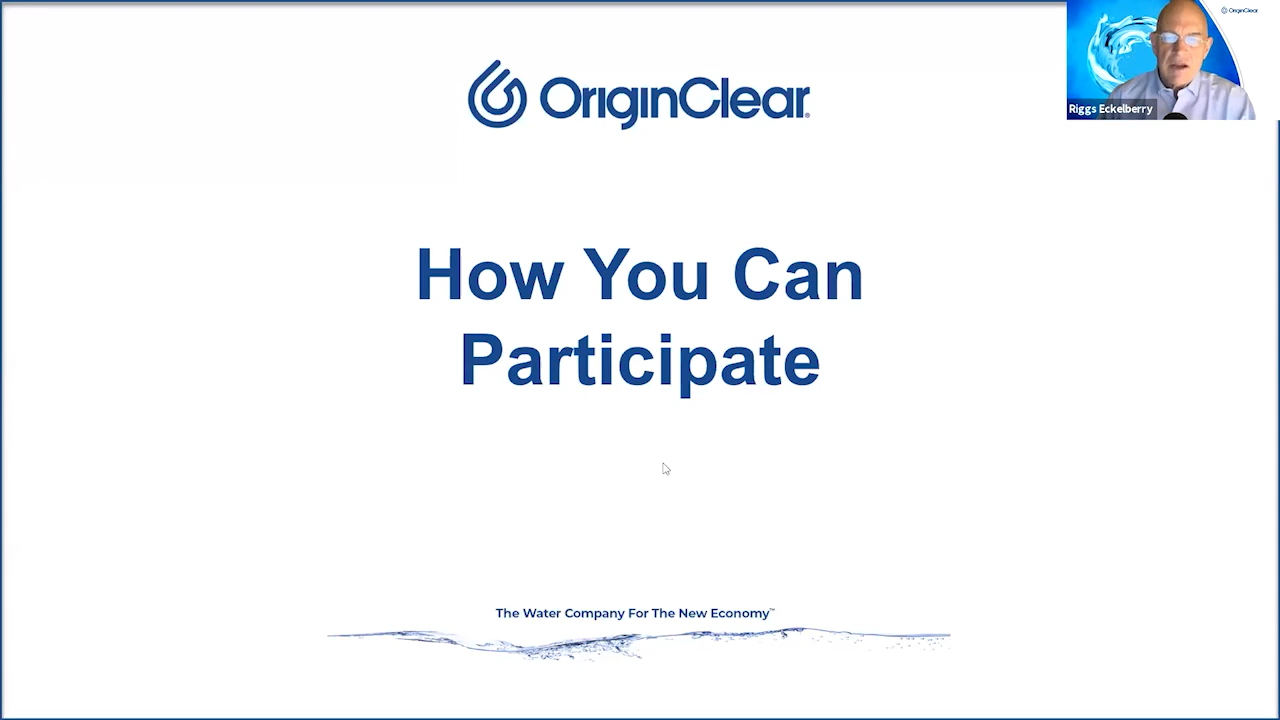 OriginClear®
OriginClear
Riggs Eckelberry
How You Can
Participate
The Water Company For The New Economy™